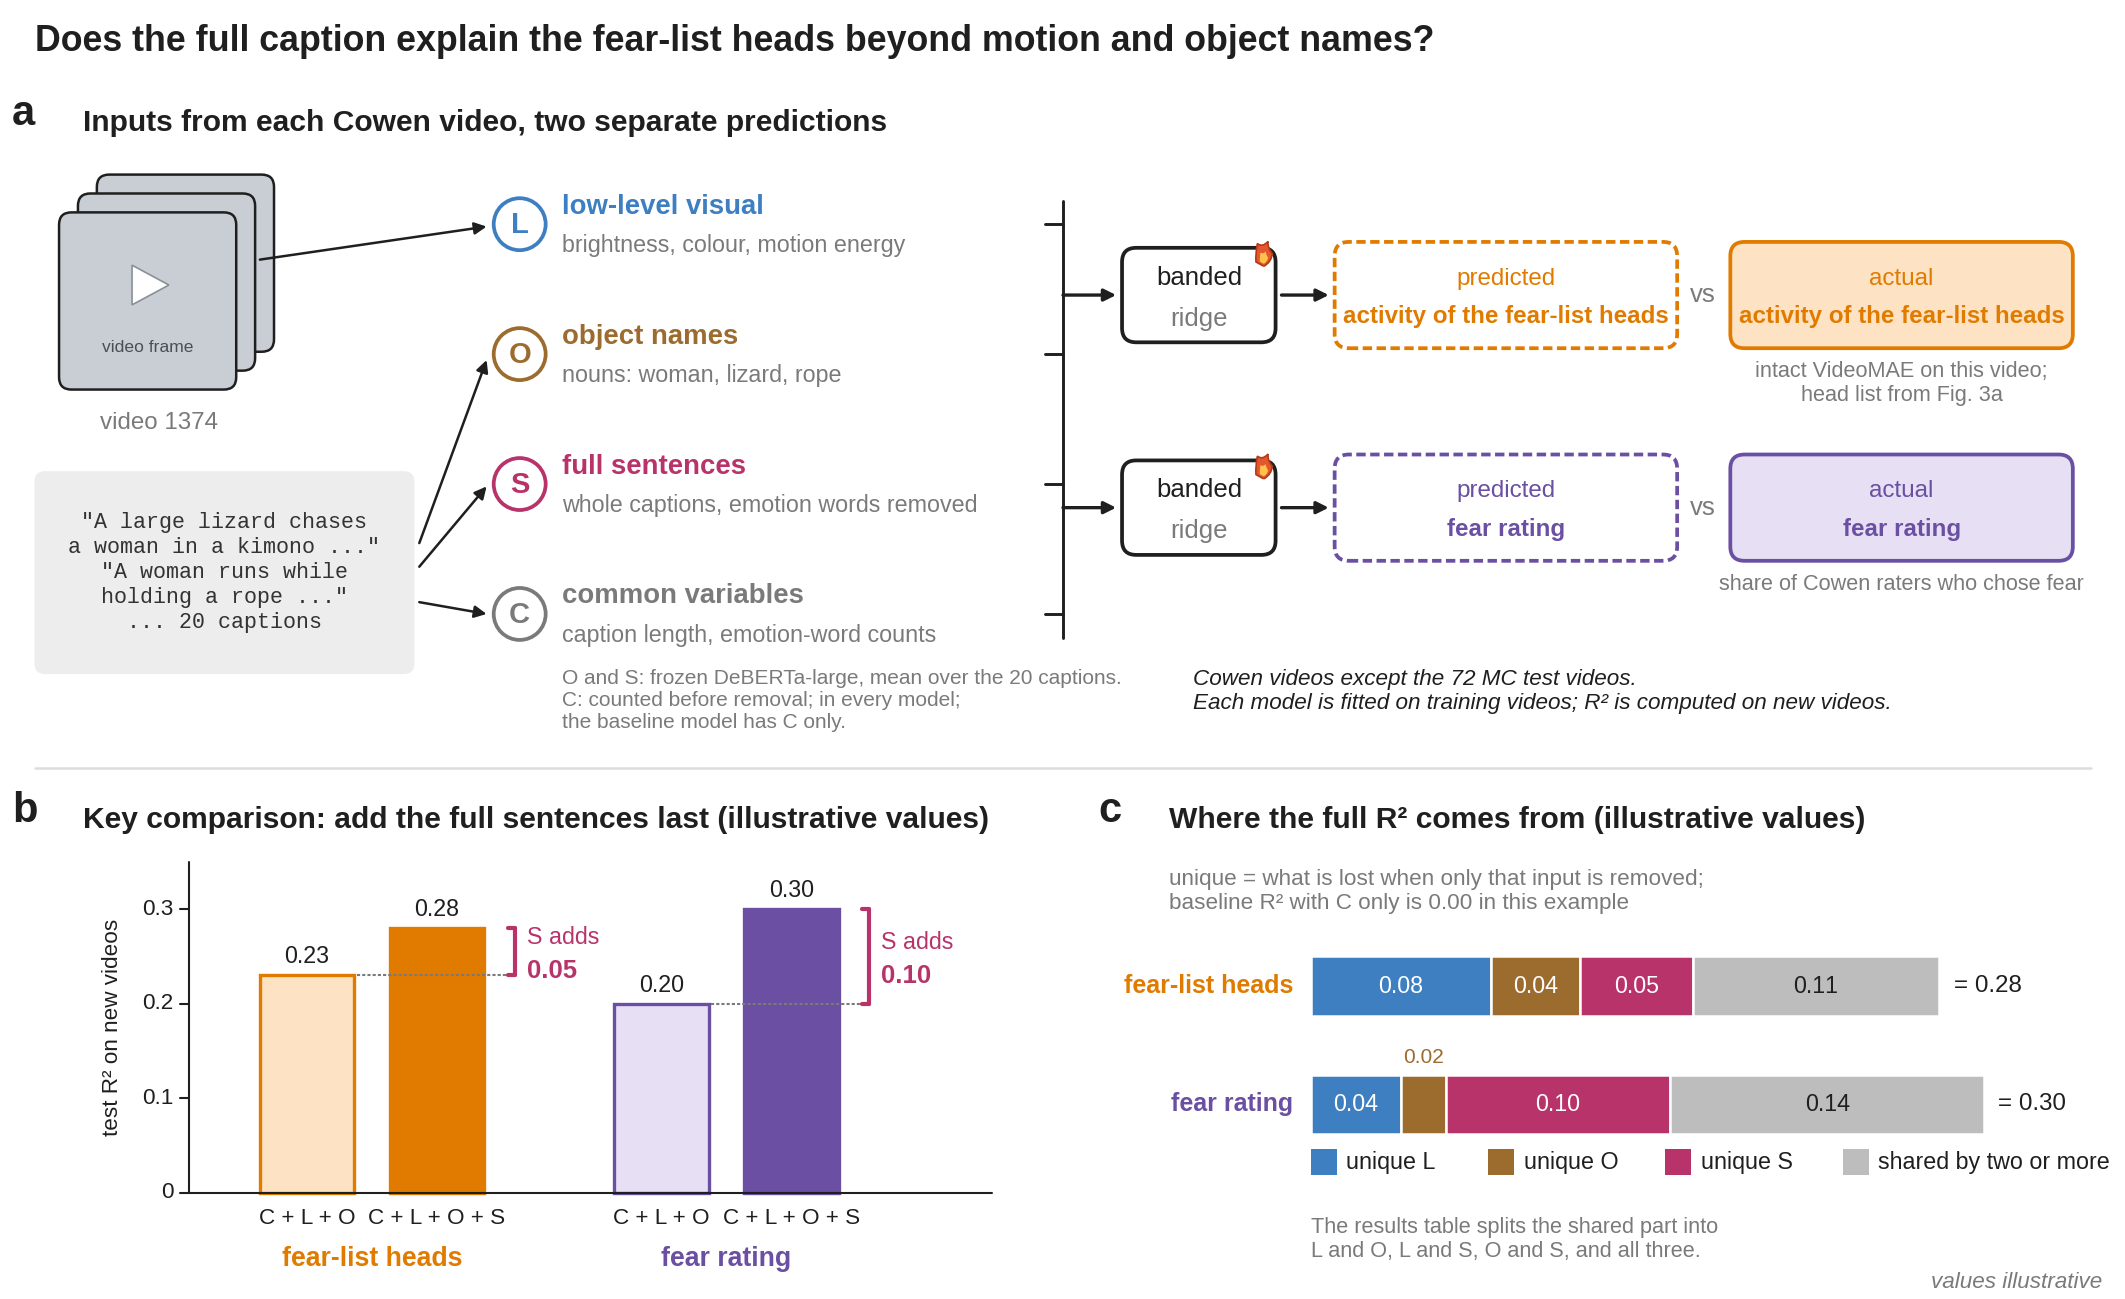 Does the full caption explain the fear-list heads beyond motion and object names?
a
Inputs from each Cowen video, two separate predictions
video frame
video 1374
"A large lizard chases
a woman in a kimono ..."
"A woman runs while
holding a rope ..."
... 20 captions
L
low-level visual
brightness, colour, motion energy
O
object names
nouns: woman, lizard, rope
S
full sentences
whole captions, emotion words removed
C
common variables
caption length, emotion-word counts
O and S: frozen DeBERTa-large, mean over the 20 captions.
C: counted before removal; in every model;
the baseline model has C only.
banded
ridge
predicted
activity of the fear-list heads
vs
actual
activity of the fear-list heads
intact VideoMAE on this video;
head list from Fig. 3a
banded
ridge
predicted
fear rating
vs
actual
fear rating
share of Cowen raters who chose fear
Cowen videos except the 72 MC test videos.
Each model is fitted on training videos; R² is computed on new videos.
b
Key comparison: add the full sentences last (illustrative values)
test R² on new videos
0.3
0.2
0.1
0
0.23
0.28
S adds
0.05
0.20
0.30
S adds
0.10
C + L + O
C + L + O + S
C + L + O
C + L + O + S
fear-list heads
fear rating
c
Where the full R² comes from (illustrative values)
unique = what is lost when only that input is removed;
baseline R² with C only is 0.00 in this example
fear-list heads
0.08
0.04
0.05
0.11
= 0.28
0.02
fear rating
0.04
0.10
0.14
= 0.30
unique L
unique O
unique S
shared by two or more
The results table splits the shared part into
L and O, L and S, O and S, and all three.
values illustrative